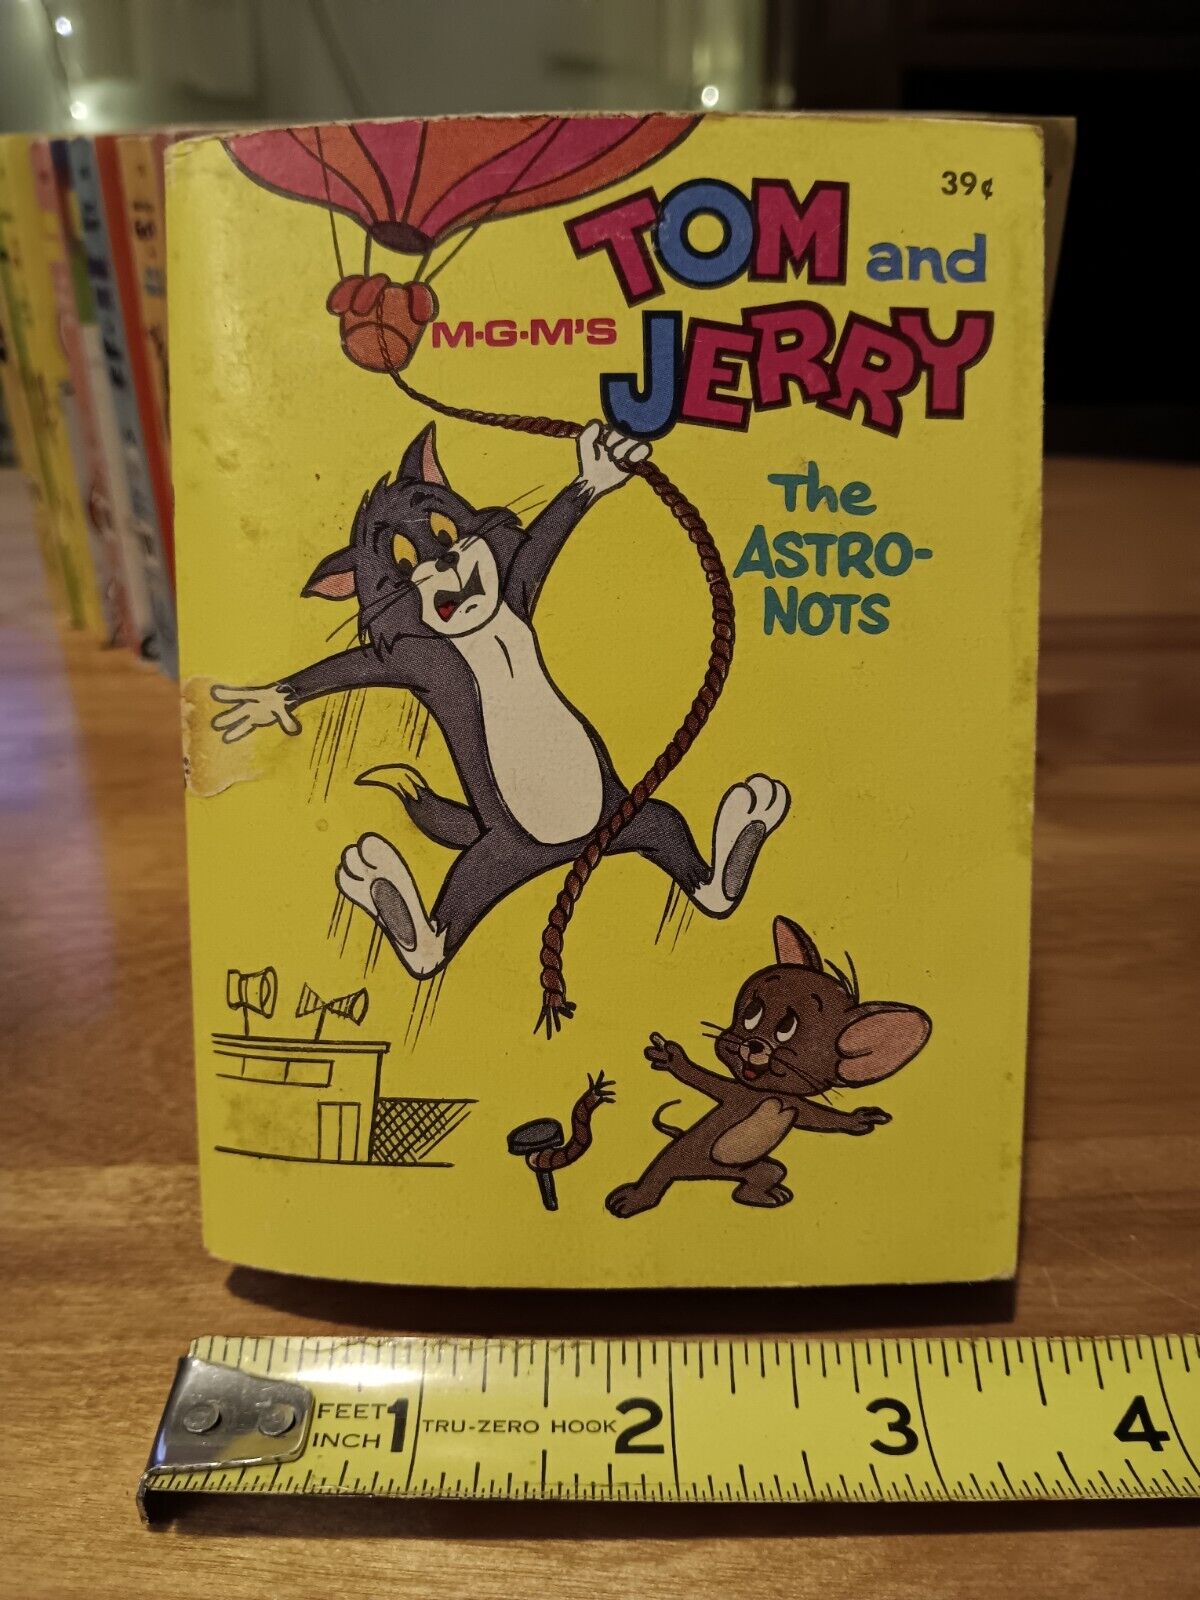 39¢
TOM and
M·G·M'S JERRY
The
ASTRO-
NOTS
FEET 1 TRU-ZERO HOOK 2 3 4
INCH